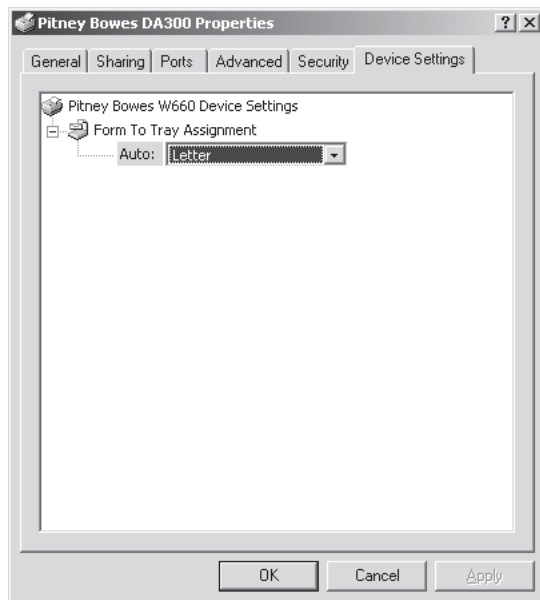 Pitney Bowes DA300 Properties
General Sharing Ports Advanced Security Device Settings
Pitney Bowes W660 Device Settings
Form To Tray Assignment
Auto: Letter
OK Cancel Apply